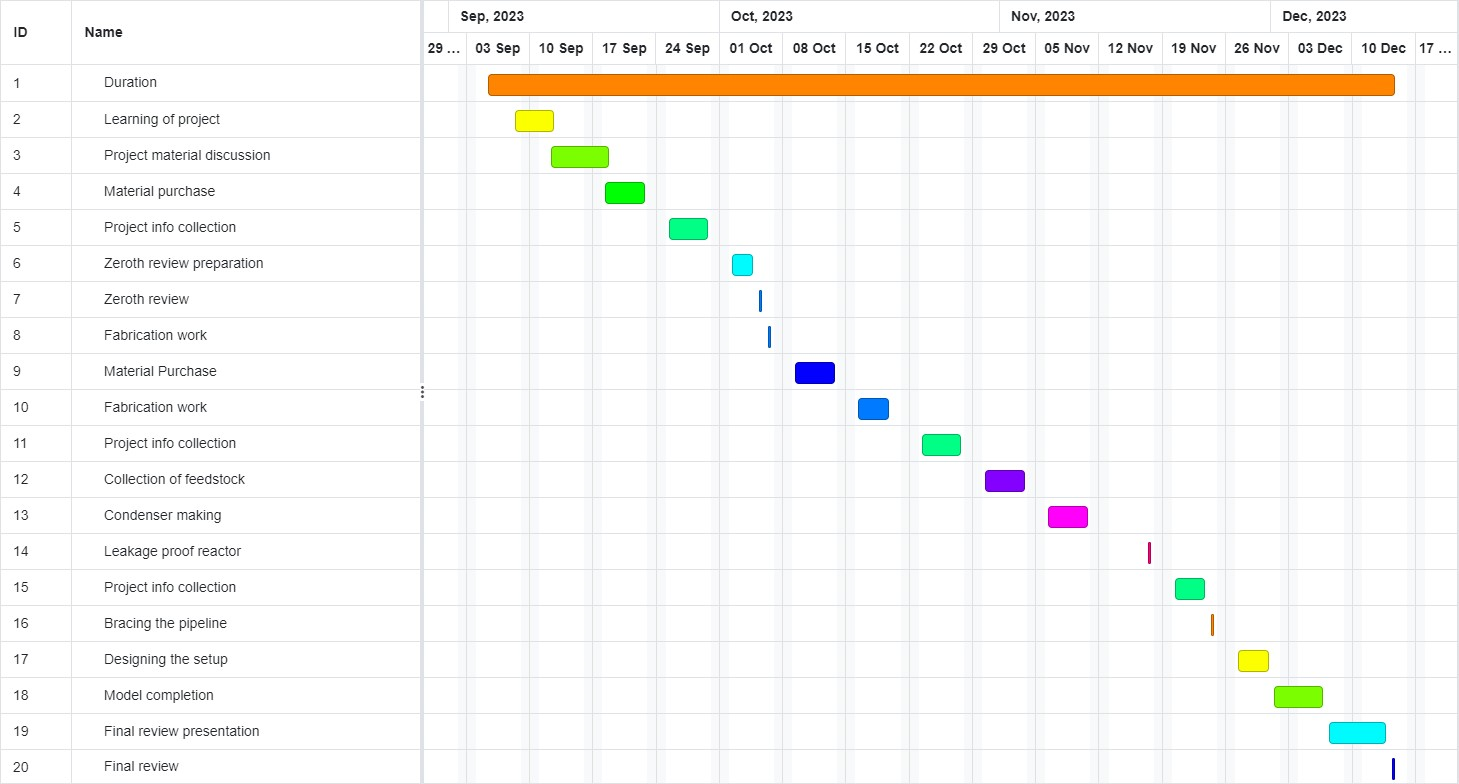 ID Name Sep, 2023 Oct, 2023 Nov, 2023 Dec, 2023
29 ... 03 Sep 10 Sep 17 Sep 24 Sep 01 Oct 08 Oct 15 Oct 22 Oct 29 Oct 05 Nov 12 Nov 19 Nov 26 Nov 03 Dec 10 Dec 17 ...
1 Duration
2 Learning of project
3 Project material discussion
4 Material purchase
5 Project info collection
6 Zeroth review preparation
7 Zeroth review
8 Fabrication work
9 Material Purchase
10 Fabrication work
11 Project info collection
12 Collection of feedstock
13 Condenser making
14 Leakage proof reactor
15 Project info collection
16 Bracing the pipeline
17 Designing the setup
18 Model completion
19 Final review presentation
20 Final review